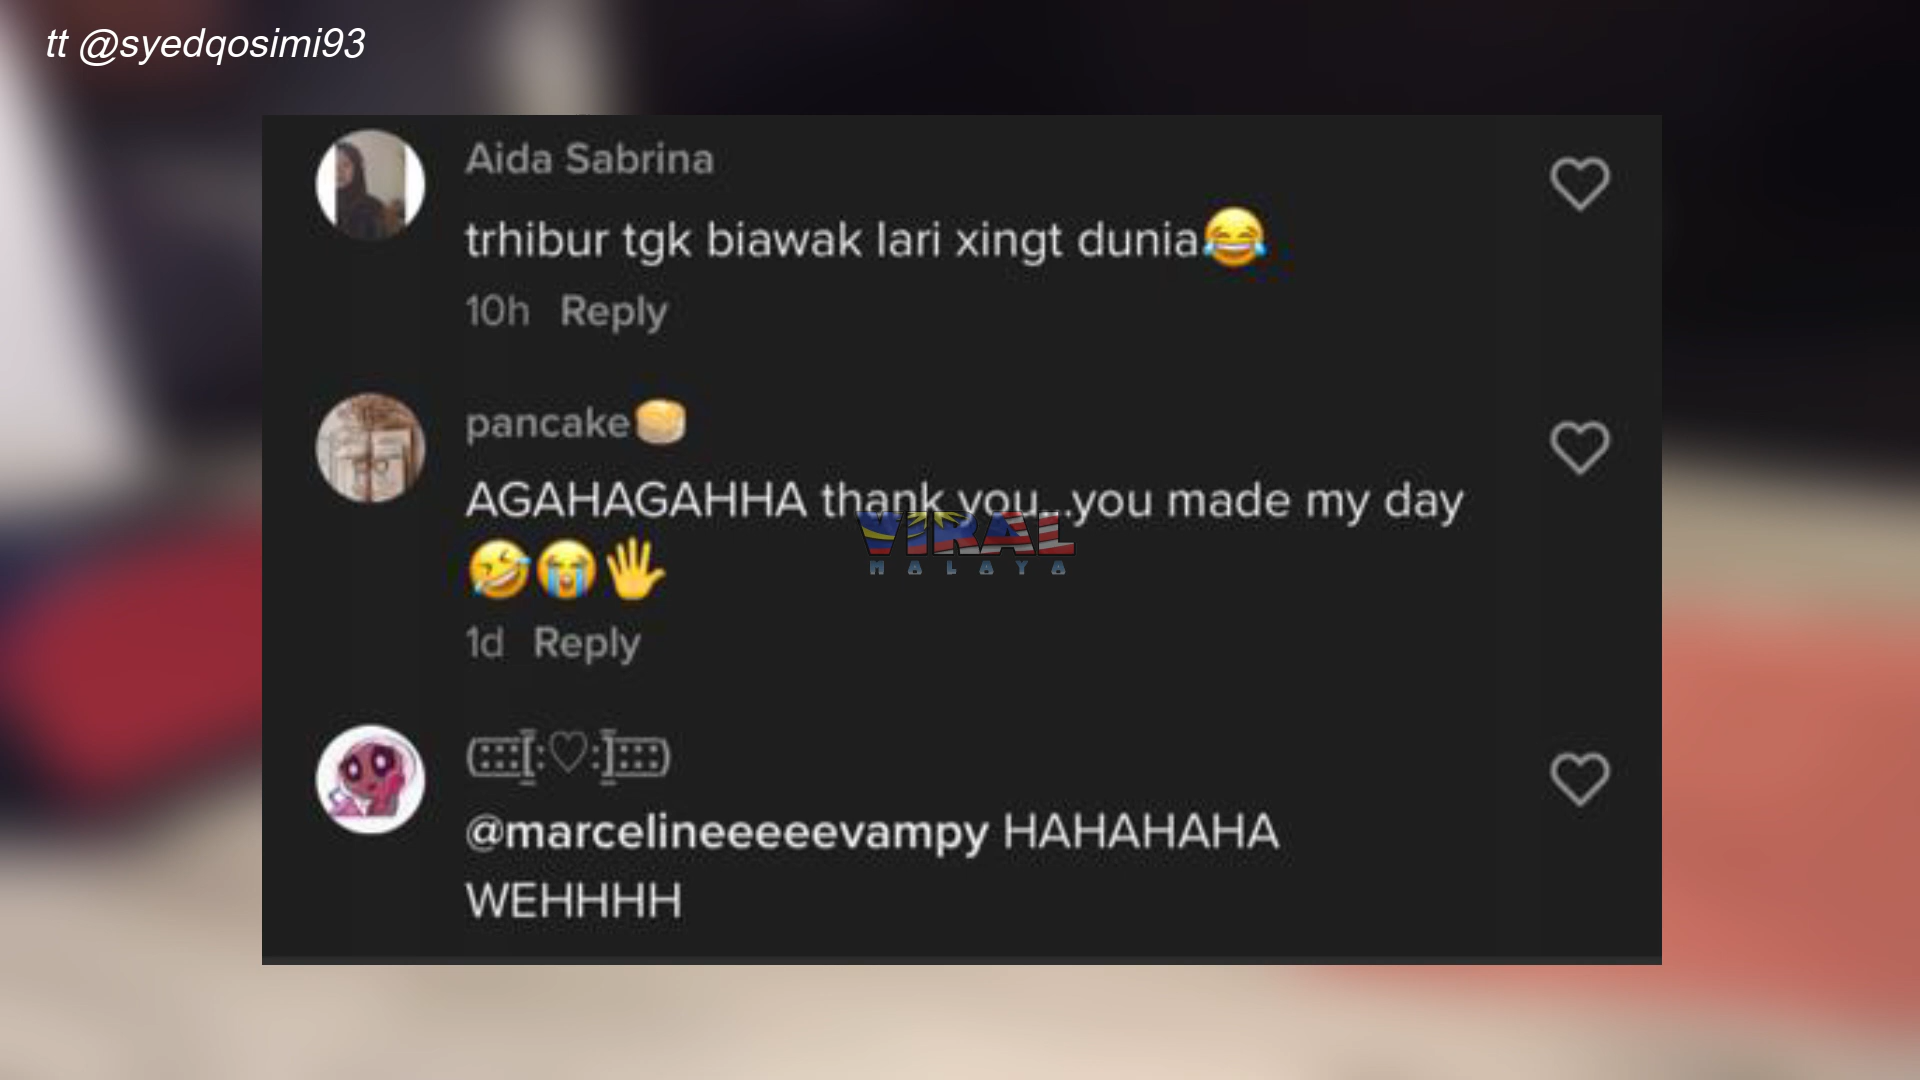 tt @syedqosimi93
Aida Sabrina
trhibur tgk biawak lari xingt dunia😂
10h Reply
pancake🥞
AGAHAGAHHA thank you...you made my day
🤣😭🖐
1d Reply
VIRAL
MALAYA
(:::[:♡:]:::)
@marcelineeeeevampy HAHAHAHA
WEHHHH